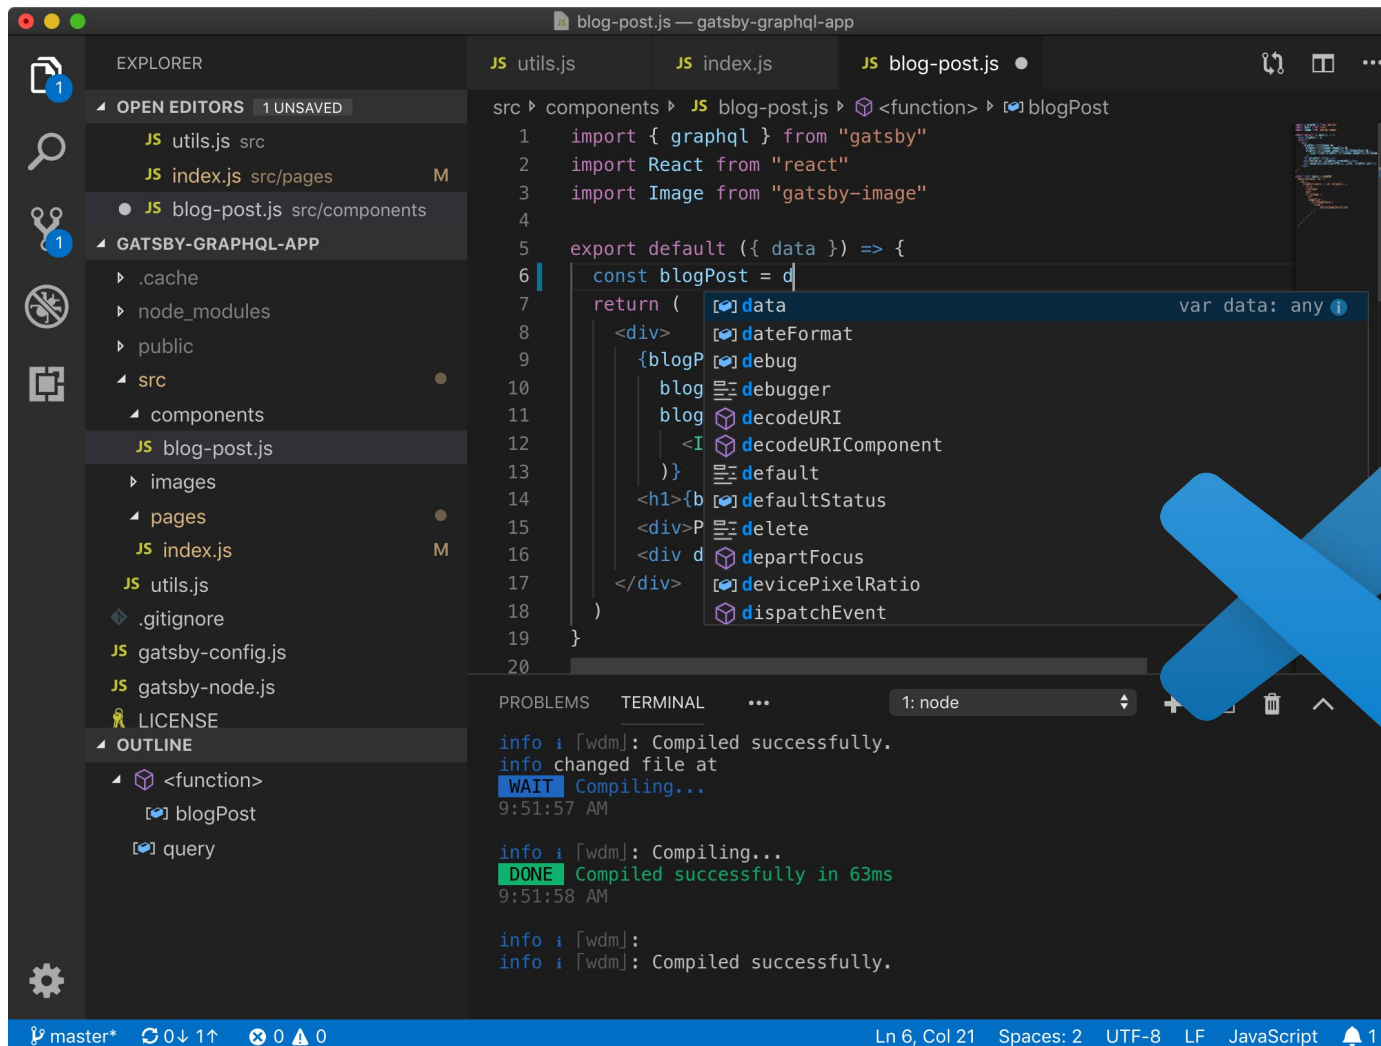 blog-post.js — gatsby-graphql-app
EXPLORER
OPEN EDITORS 1 UNSAVED
JS utils.js src
JS index.js src/pages M
JS blog-post.js src/components
GATSBY-GRAPHQL-APP
.cache
node_modules
public
src
components
JS blog-post.js
images
pages
JS index.js M
JS utils.js
.gitignore
JS gatsby-config.js
JS gatsby-node.js
LICENSE
OUTLINE
<function>
blogPost
query
1
1
JS utils.js JS index.js JS blog-post.js
src components JS blog-post.js <function> blogPost
1 import { graphql } from "gatsby"
2 import React from "react"
3 import Image from "gatsby-image"
4
5 export default ({ data }) => {
6 const blogPost = d
7 return (
8 <div>
9 {blogP
10 blog
11 blog
12 <I
13 )}
14 <h1>{b
15 <div>P
16 <div d
17 </div>
18 )
19 }
20
data var data: any
dateFormat
debug
debugger
decodeURI
decodeURIComponent
default
defaultStatus
delete
departFocus
devicePixelRatio
dispatchEvent
PROBLEMS TERMINAL ••• 1: node
info i [wdm]: Compiled successfully.
info changed file at
WAIT Compiling...
9:51:57 AM
info i [wdm]: Compiling...
DONE Compiled successfully in 63ms
9:51:58 AM
info i [wdm]:
info i [wdm]: Compiled successfully.
master* 0↓ 1↑ 0 0 Ln 6, Col 21 Spaces: 2 UTF-8 LF JavaScript 1